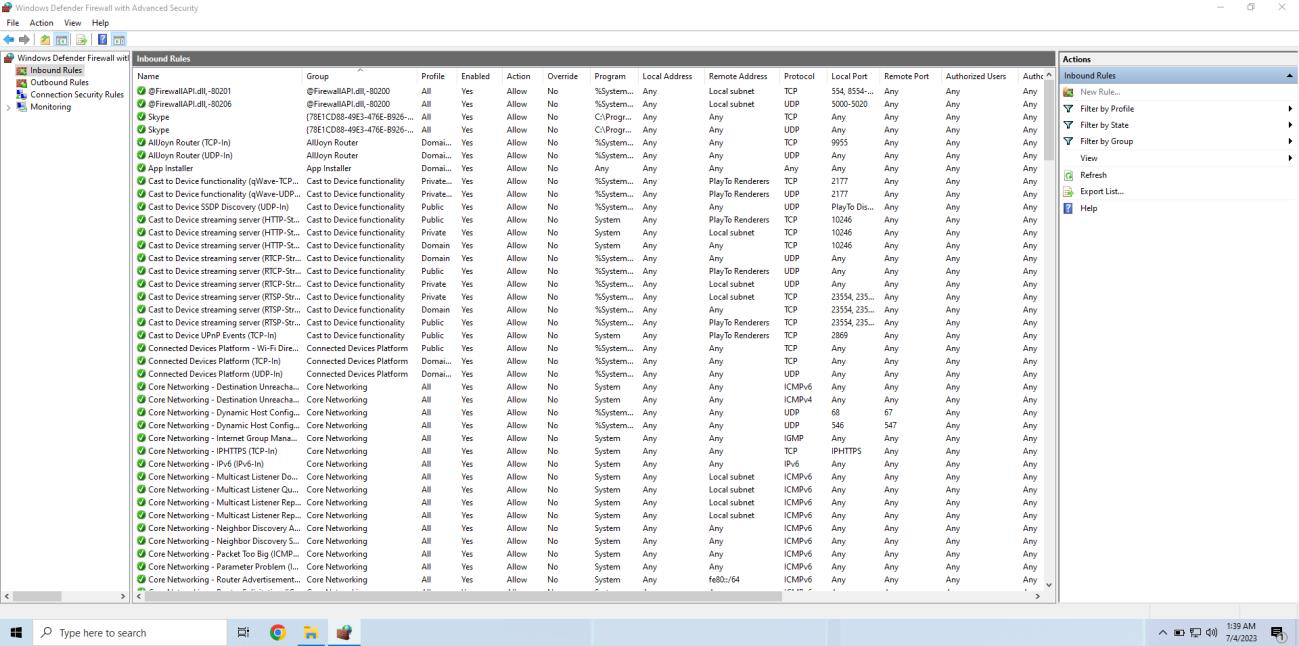 Windows Defender Firewall with Advanced Security
File Action View Help
Windows Defender Firewall with
Inbound Rules
Outbound Rules
Connection Security Rules
Monitoring
Inbound Rules
Name Group Profile Enabled Action Override Program Local Address Remote Address Protocol Local Port Remote Port Authorized Users Autho
@FirewallAPI.dll,-80201 @FirewallAPI.dll,-80200 All Yes Allow No %System... Any Local subnet TCP 554, 8554-... Any Any Any
@FirewallAPI.dll,-80206 @FirewallAPI.dll,-80200 All Yes Allow No %System... Any Local subnet UDP 5000-5020 Any Any Any
Skype {78E1CD88-49E3-476E-B926-... All Yes Allow No C:\Progr... Any Any TCP Any Any Any Any
Skype {78E1CD88-49E3-476E-B926-... All Yes Allow No C:\Progr... Any Any UDP Any Any Any Any
AllJoyn Router (TCP-In) AllJoyn Router Domai... Yes Allow No %System... Any Any TCP 9955 Any Any Any
AllJoyn Router (UDP-In) AllJoyn Router Domai... Yes Allow No %System... Any Any UDP Any Any Any Any
App Installer App Installer Domai... Yes Allow No Any Any Any Any Any Any Any Any
Cast to Device functionality (qWave-TCP... Cast to Device functionality Private... Yes Allow No %System... Any PlayTo Renderers TCP 2177 Any Any Any
Cast to Device functionality (qWave-UDP... Cast to Device functionality Private... Yes Allow No %System... Any PlayTo Renderers UDP 2177 Any Any Any
Cast to Device SSDP Discovery (UDP-In) Cast to Device functionality Public Yes Allow No %System... Any Any UDP PlayTo Dis... Any Any Any
Cast to Device streaming server (HTTP-St... Cast to Device functionality Public Yes Allow No System Any PlayTo Renderers TCP 10246 Any Any Any
Cast to Device streaming server (HTTP-St... Cast to Device functionality Private Yes Allow No System Any Local subnet TCP 10246 Any Any Any
Cast to Device streaming server (HTTP-St... Cast to Device functionality Domain Yes Allow No System Any Any TCP 10246 Any Any Any
Cast to Device streaming server (RTCP-Str... Cast to Device functionality Domain Yes Allow No %System... Any Any UDP Any Any Any Any
Cast to Device streaming server (RTCP-Str... Cast to Device functionality Public Yes Allow No %System... Any PlayTo Renderers UDP Any Any Any Any
Cast to Device streaming server (RTCP-Str... Cast to Device functionality Private Yes Allow No %System... Any Local subnet UDP Any Any Any Any
Cast to Device streaming server (RTSP-Str... Cast to Device functionality Private Yes Allow No %System... Any Local subnet TCP 23554, 235... Any Any Any
Cast to Device streaming server (RTSP-Str... Cast to Device functionality Domain Yes Allow No %System... Any Any TCP 23554, 235... Any Any Any
Cast to Device streaming server (RTSP-Str... Cast to Device functionality Public Yes Allow No %System... Any PlayTo Renderers TCP 23554, 235... Any Any Any
Cast to Device UPnP Events (TCP-In) Cast to Device functionality Public Yes Allow No System Any PlayTo Renderers TCP 2869 Any Any Any
Connected Devices Platform - Wi-Fi Dire... Connected Devices Platform Public Yes Allow No %System... Any Any TCP Any Any Any Any
Connected Devices Platform (TCP-In) Connected Devices Platform Domai... Yes Allow No %System... Any Any TCP Any Any Any Any
Connected Devices Platform (UDP-In) Connected Devices Platform Domai... Yes Allow No %System... Any Any UDP Any Any Any Any
Core Networking - Destination Unreacha... Core Networking All Yes Allow No System Any Any ICMPv6 Any Any Any Any
Core Networking - Destination Unreacha... Core Networking All Yes Allow No System Any Any ICMPv4 Any Any Any Any
Core Networking - Dynamic Host Config... Core Networking All Yes Allow No %System... Any Any UDP 68 67 Any Any
Core Networking - Dynamic Host Config... Core Networking All Yes Allow No %System... Any Any UDP 546 547 Any Any
Core Networking - Internet Group Mana... Core Networking All Yes Allow No System Any Any IGMP Any Any Any Any
Core Networking - IPHTTPS (TCP-In) Core Networking All Yes Allow No System Any Any TCP IPHTTPS Any Any Any
Core Networking - IPv6 (IPv6-In) Core Networking All Yes Allow No System Any Any IPv6 Any Any Any Any
Core Networking - Multicast Listener Do... Core Networking All Yes Allow No System Any Local subnet ICMPv6 Any Any Any Any
Core Networking - Multicast Listener Qu... Core Networking All Yes Allow No System Any Local subnet ICMPv6 Any Any Any Any
Core Networking - Multicast Listener Rep... Core Networking All Yes Allow No System Any Local subnet ICMPv6 Any Any Any Any
Core Networking - Multicast Listener Rep... Core Networking All Yes Allow No System Any Local subnet ICMPv6 Any Any Any Any
Core Networking - Neighbor Discovery A... Core Networking All Yes Allow No System Any Any ICMPv6 Any Any Any Any
Core Networking - Neighbor Discovery S... Core Networking All Yes Allow No System Any Any ICMPv6 Any Any Any Any
Core Networking - Packet Too Big (ICMP... Core Networking All Yes Allow No System Any Any ICMPv6 Any Any Any Any
Core Networking - Parameter Problem (I... Core Networking All Yes Allow No System Any Any ICMPv6 Any Any Any Any
Core Networking - Router Advertisement... Core Networking All Yes Allow No System Any fe80::/64 ICMPv6 Any Any Any Any
Actions
Inbound Rules
New Rule...
Filter by Profile
Filter by State
Filter by Group
View
Refresh
Export List...
Help
Type here to search
1:39 AM
7/4/2023
1